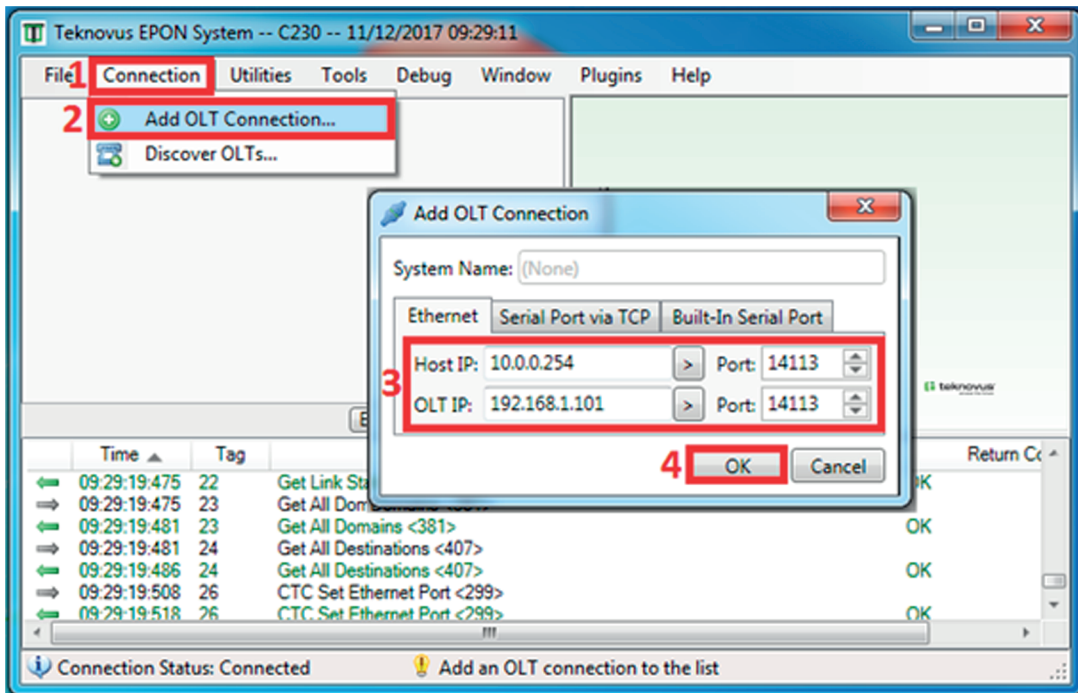 Teknovus EPON System -- C230 -- 11/12/2017 09:29:11
File 1 Connection Utilities Tools Debug Window Plugins Help
2 Add OLT Connection...
Discover OLTs...
Add OLT Connection
System Name: (None)
Ethernet Serial Port via TCP Built-In Serial Port
3
Host IP: 10.0.0.254 > Port: 14113
OLT IP: 192.168.1.101 > Port: 14113
teknovus
4 OK Cancel
Time Tag Return
09:29:19:475 22 Get Link
09:29:19:475 23 Get All
09:29:19:481 23 Get All Domains <381> OK
09:29:19:481 24 Get All Destinations <407>
09:29:19:486 24 Get All Destinations <407> OK
09:29:19:508 26 CTC Set Ethernet Port <299>
09:29:19:518 26 CTC Set Ethernet Port <299> OK
Connection Status: Connected Add an OLT connection to the list